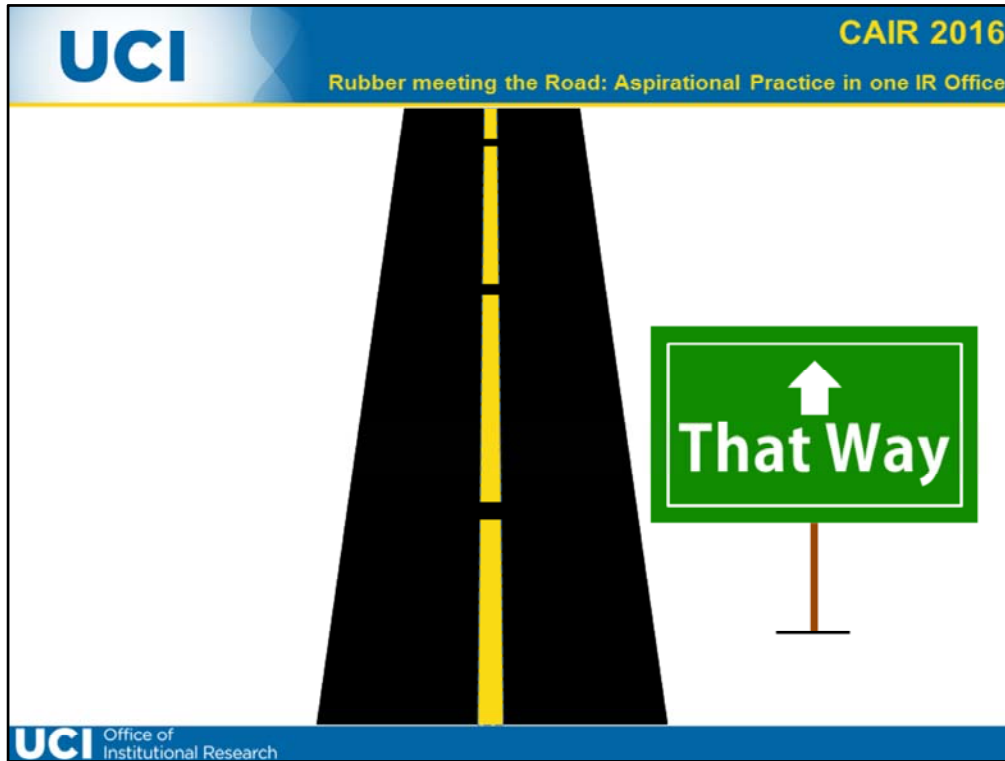 UCI
CAIR 2016
Rubber meeting the Road: Aspirational Practice in one IR Office
That Way
UCI Office of
Institutional Research